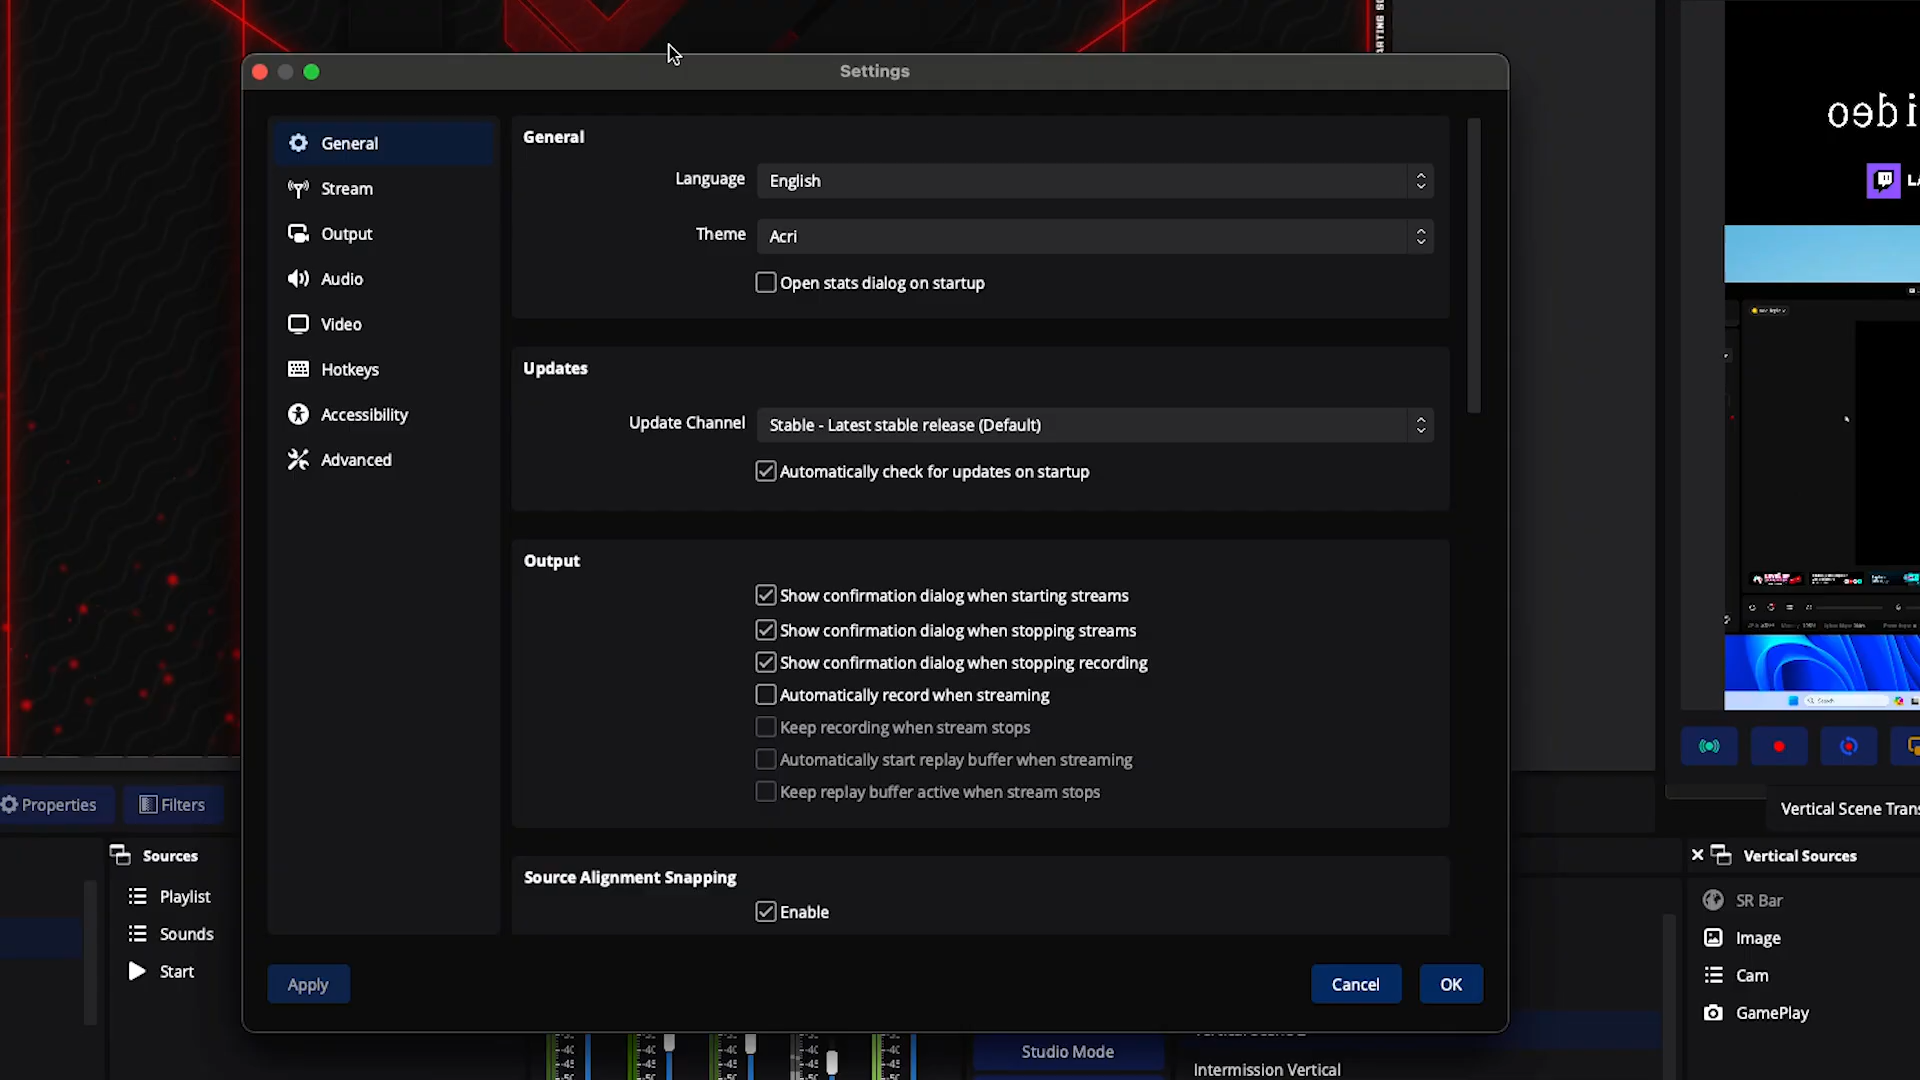 Settings
General
Stream
Output
Audio
Video
Hotkeys
Accessibility
Advanced
General
Language
English
Theme
Acri
Open stats dialog on startup
Updates
Update Channel
Stable - Latest stable release (Default)
Automatically check for updates on startup
Output
Show confirmation dialog when starting streams
Show confirmation dialog when stopping streams
Show confirmation dialog when stopping recording
Automatically record when streaming
Keep recording when stream stops
Automatically start replay buffer when streaming
Keep replay buffer active when stream stops
Source Alignment Snapping
Enable
Apply
Cancel
OK
Properties
Filters
Sources
Playlist
Sounds
Start
Studio Mode
Intermission Vertical
Vertical Scene Trans
Vertical Sources
SR Bar
Image
Cam
GamePlay